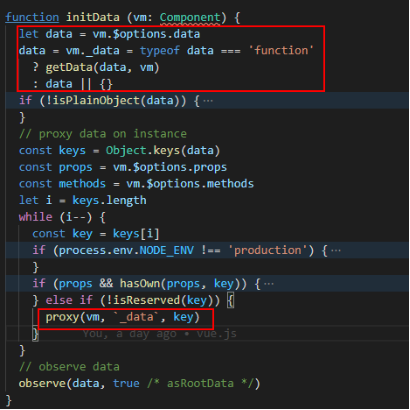 function initData (vm: Component) {
let data = vm.$options.data
data = vm._data = typeof data === 'function'
? getData(data, vm)
: data || {}
if (!isPlainObject(data)) {···
}
// proxy data on instance
const keys = Object.keys(data)
const props = vm.$options.props
const methods = vm.$options.methods
let i = keys.length
while (i--) {
const key = keys[i]
if (process.env.NODE_ENV !== 'production') {···
}
if (props && hasOwn(props, key)) {···
} else if (!isReserved(key)) {
proxy(vm, `_data`, key)
} You, a day ago • vue.js
}
// observe data
observe(data, true /* asRootData */)
}